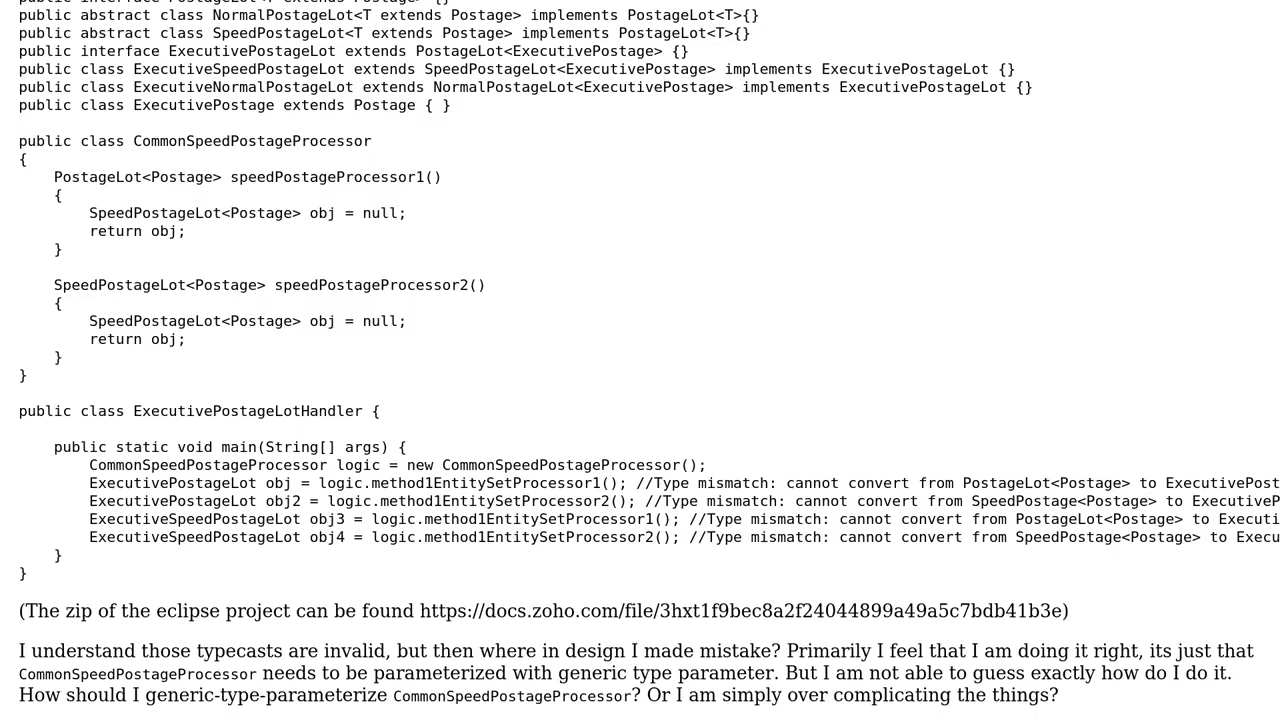 public interface PostageLot<T extends Postage> {}
public abstract class NormalPostageLot<T extends Postage> implements PostageLot<T>{}
public abstract class SpeedPostageLot<T extends Postage> implements PostageLot<T>{}
public interface ExecutivePostageLot extends PostageLot<ExecutivePostage> {}
public class ExecutiveSpeedPostageLot extends SpeedPostageLot<ExecutivePostage> implements ExecutivePostageLot {}
public class ExecutiveNormalPostageLot extends NormalPostageLot<ExecutivePostage> implements ExecutivePostageLot {}
public class ExecutivePostage extends Postage { }
public class CommonSpeedPostageProcessor
{
PostageLot<Postage> speedPostageProcessor1()
{
SpeedPostageLot<Postage> obj = null;
return obj;
}
SpeedPostageLot<Postage> speedPostageProcessor2()
{
SpeedPostageLot<Postage> obj = null;
return obj;
}
}
public class ExecutivePostageLotHandler {
public static void main(String[] args) {
CommonSpeedPostageProcessor logic = new CommonSpeedPostageProcessor();
ExecutivePostageLot obj = logic.method1EntitySetProcessor1(); //Type mismatch: cannot convert from PostageLot<Postage> to ExecutivePost
ExecutivePostageLot obj2 = logic.method1EntitySetProcessor2(); //Type mismatch: cannot convert from SpeedPostage<Postage> to ExecutiveP
ExecutiveSpeedPostageLot obj3 = logic.method1EntitySetProcessor1(); //Type mismatch: cannot convert from PostageLot<Postage> to Executi
ExecutiveSpeedPostageLot obj4 = logic.method1EntitySetProcessor2(); //Type mismatch: cannot convert from SpeedPostage<Postage> to Execu
}
}
(The zip of the eclipse project can be found https://docs.zoho.com/file/3hxt1f9bec8a2f24044899a49a5c7bdb41b3e)
I understand those typecasts are invalid, but then where in design I made mistake? Primarily I feel that I am doing it right, its just that
CommonSpeedPostageProcessor needs to be parameterized with generic type parameter. But I am not able to guess exactly how do I do it.
How should I generic-type-parameterize CommonSpeedPostageProcessor? Or I am simply over complicating the things?